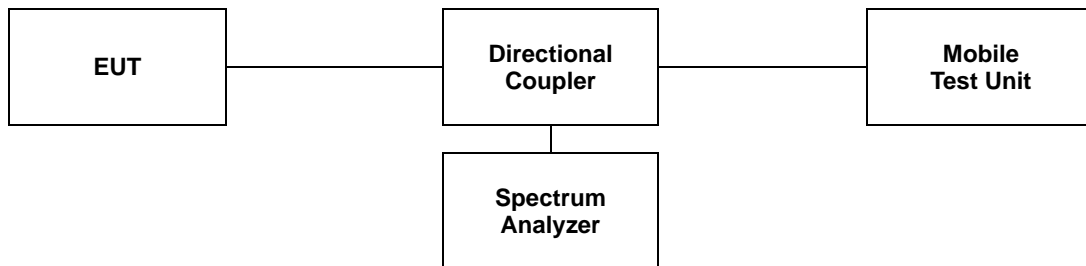 EUT
Directional
Coupler
Mobile
Test Unit
Spectrum
Analyzer